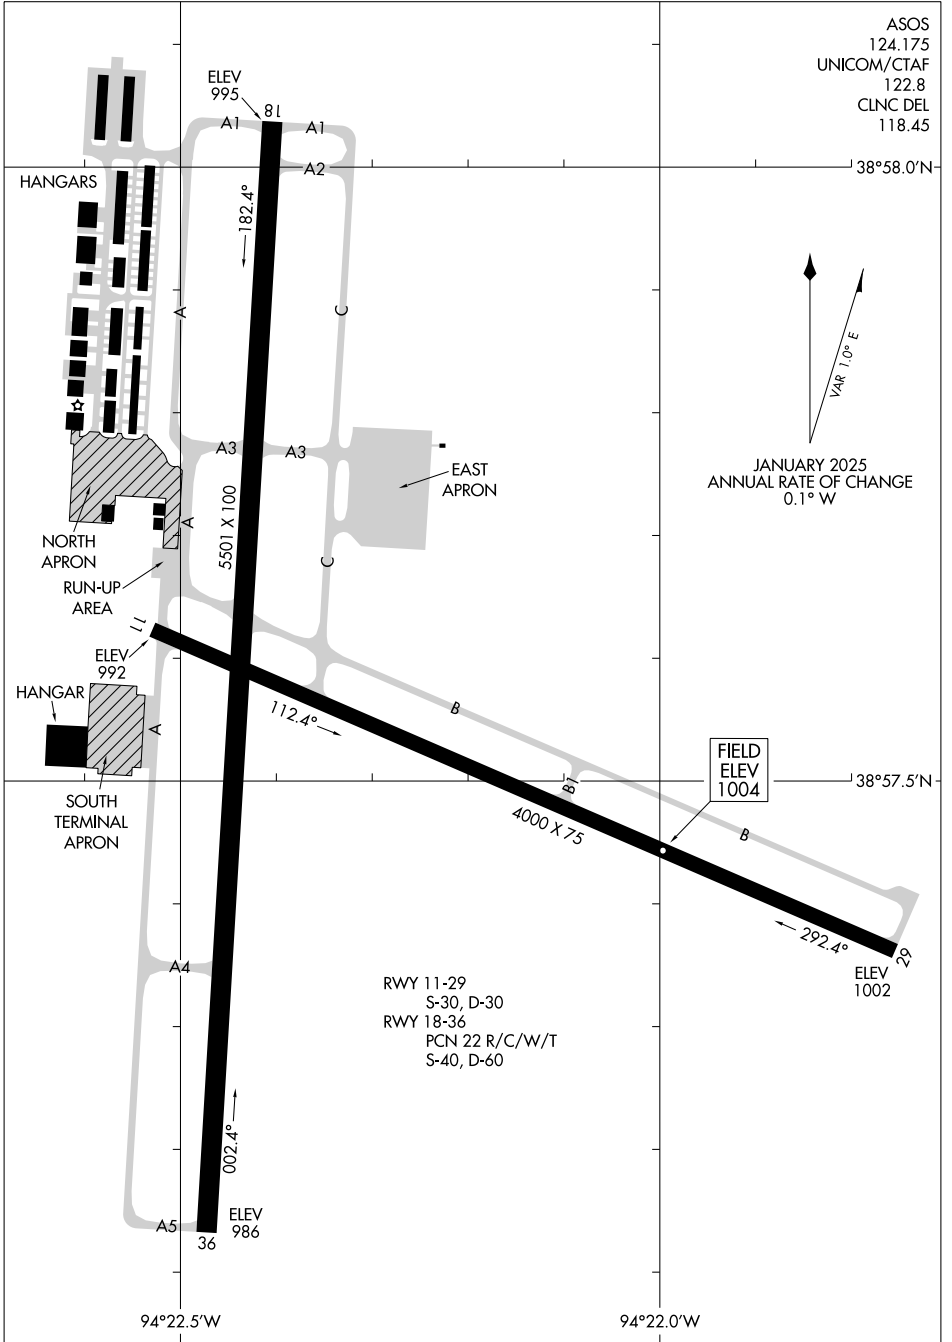 ASOS
124.175
UNICOM/CTAF
122.8
CLNC DEL
118.45
ELEV
995
18
A1
A1
A2
38°58.0'N
HANGARS
182.4°
A
C
VAR 1.0° E
JANUARY 2025
ANNUAL RATE OF CHANGE
0.1° W
A3
A3
EAST
APRON
5501 X 100
A
NORTH
APRON
C
RUN-UP
AREA
11
ELEV
992
HANGAR
A
112.4°
B
FIELD
ELEV
1004
38°57.5'N
B1
SOUTH
TERMINAL
APRON
4000 X 75
B
292.4°
29
ELEV
1002
A4
RWY 11-29
S-30, D-30
RWY 18-36
PCN 22 R/C/W/T
S-40, D-60
002.4°
A5
ELEV
986
36
94°22.5'W
94°22.0'W